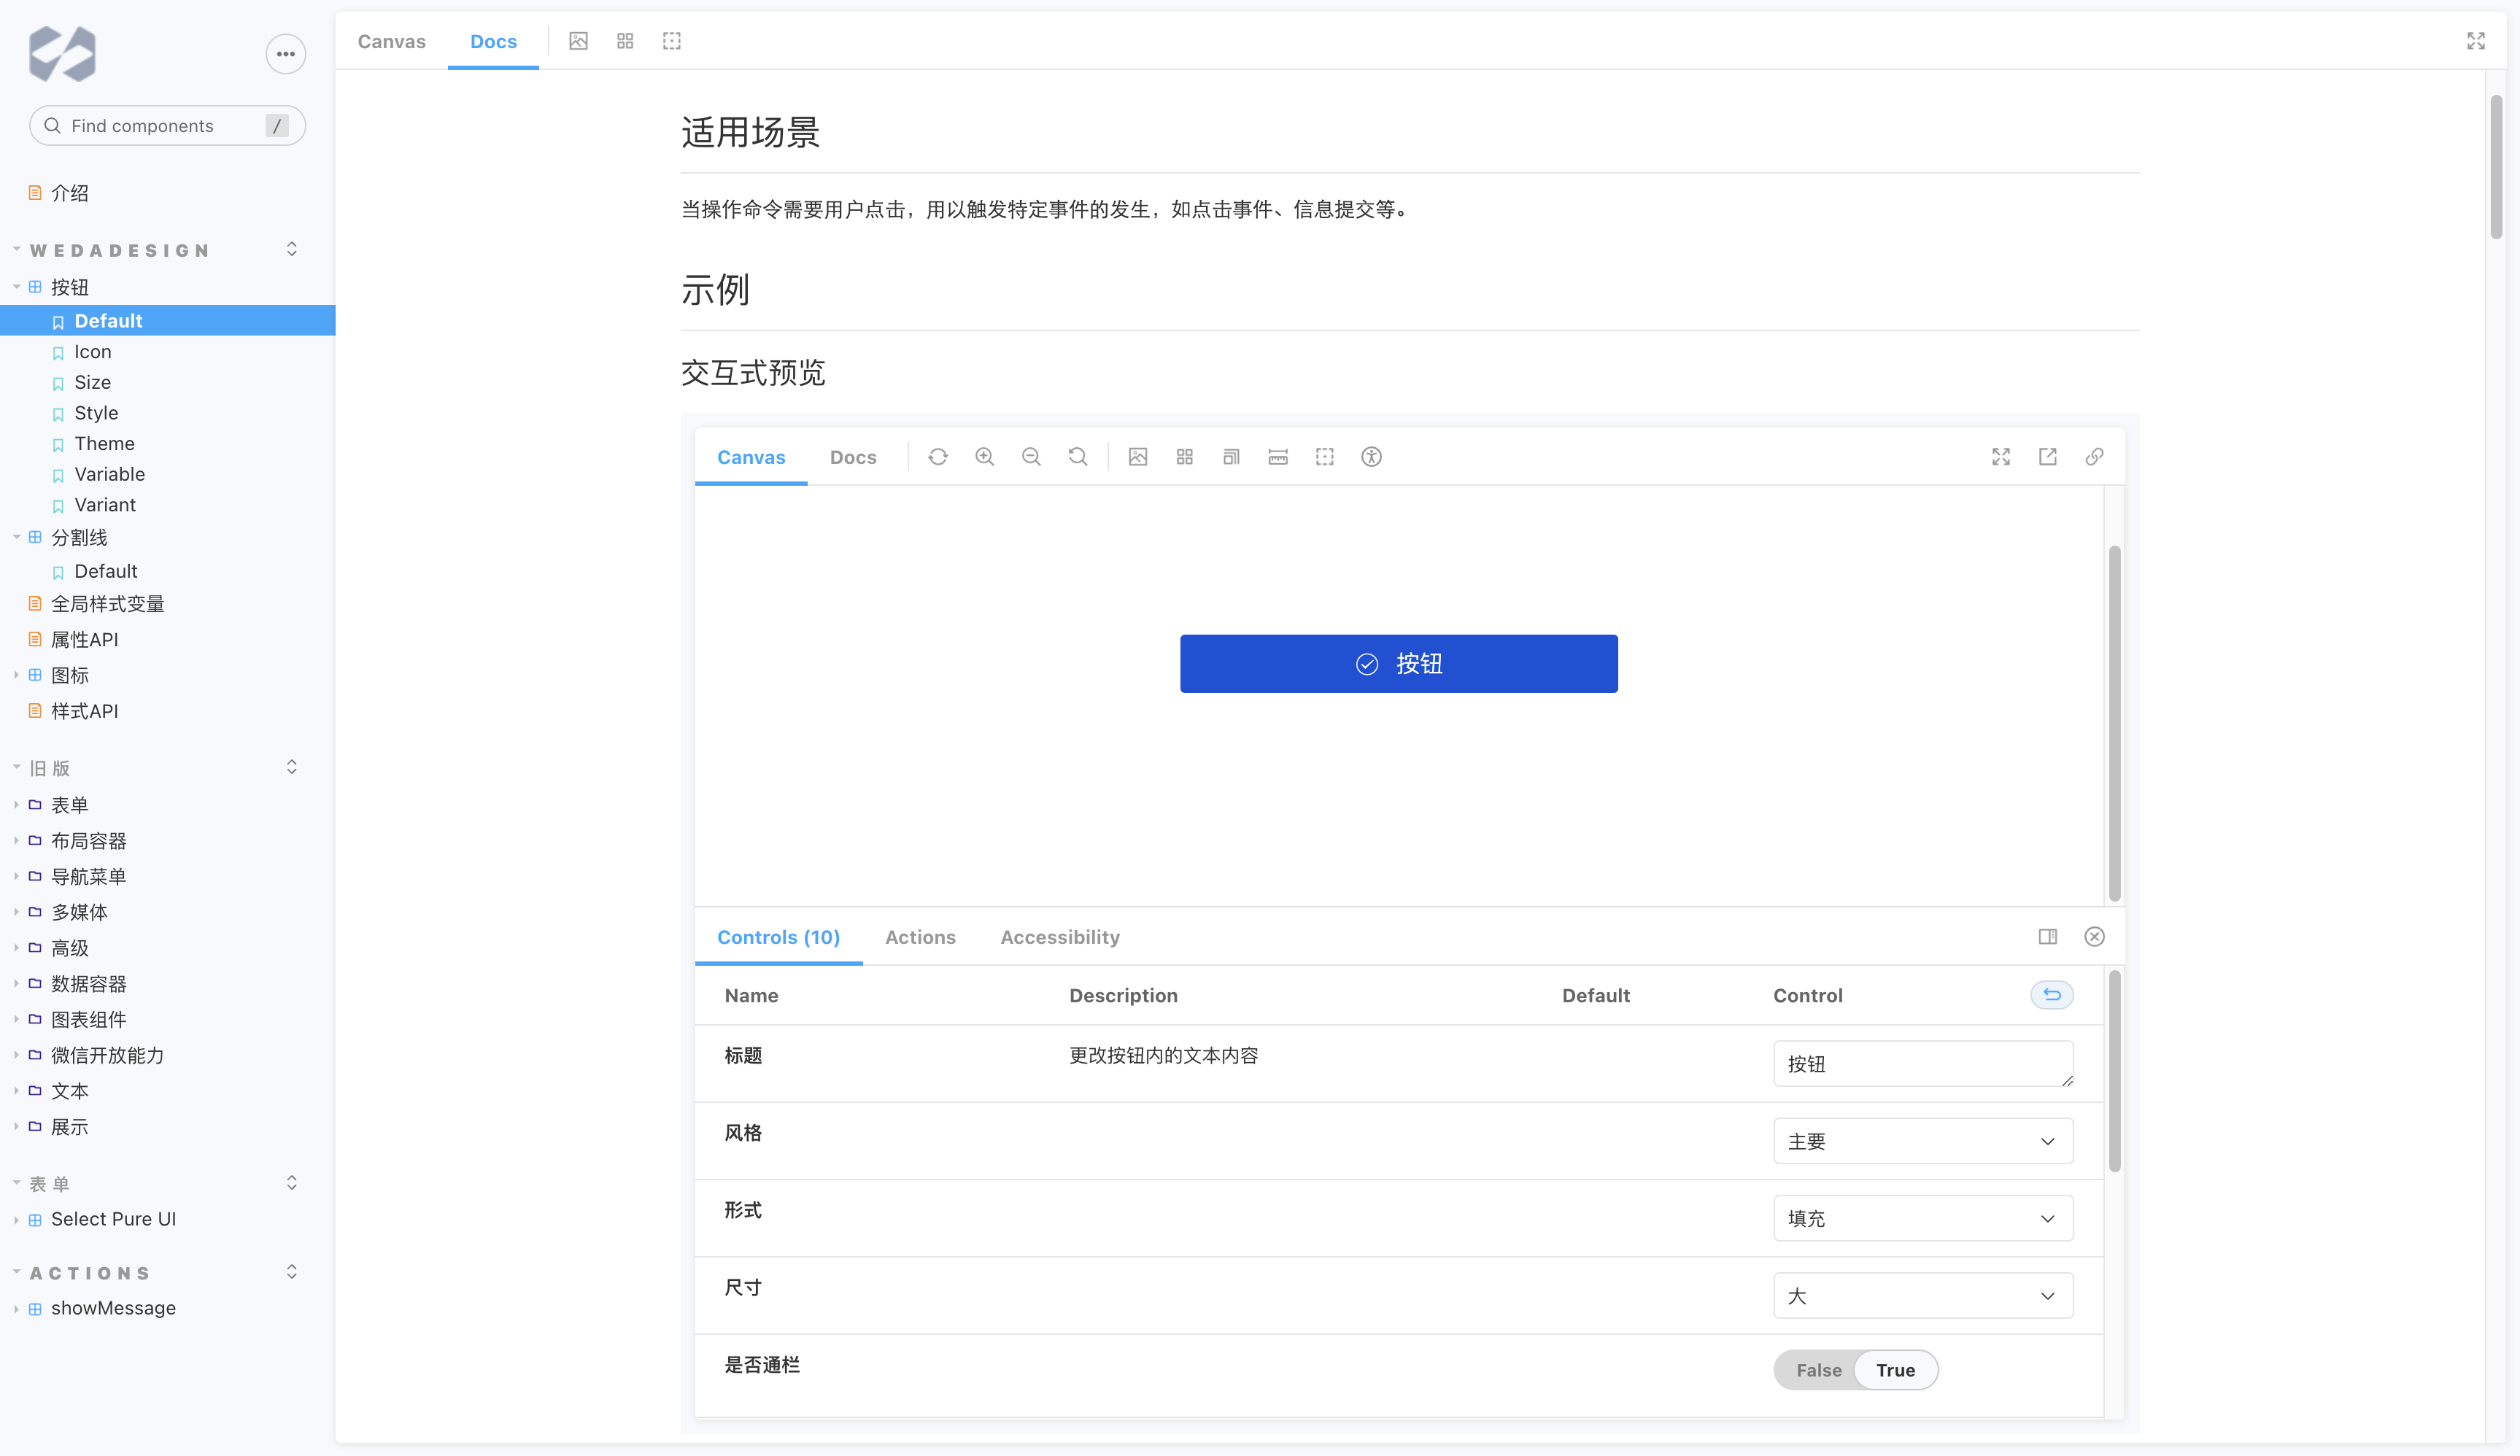 Find components /
介绍
WEDADESIGN
按钮
Default
Icon
Size
Style
Theme
Variable
Variant
分割线
Default
全局样式变量
属性API
图标
样式API
旧版
表单
布局容器
导航菜单
多媒体
高级
数据容器
图表组件
微信开放能力
文本
展示
表单
Select Pure UI
ACTIONS
showMessage
Canvas Docs
适用场景
当操作命令需要用户点击，用以触发特定事件的发生，如点击事件、信息提交等。
示例
交互式预览
Canvas Docs
按钮
Controls (10) Actions Accessibility
Name Description Default Control
标题 更改按钮内的文本内容 按钮
风格 主要
形式 填充
尺寸 大
是否通栏 False True